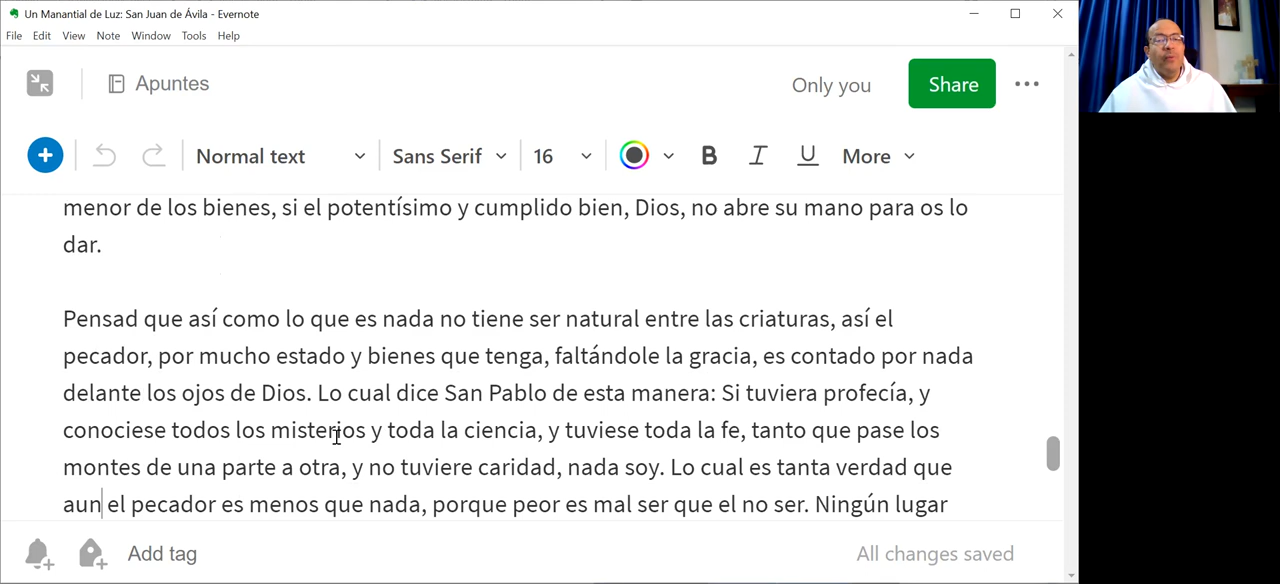 Un Manantial de Luz: San Juan de Ávila - Evernote
File Edit View Note Window Tools Help
Apuntes
Only you
Share
Normal text
Sans Serif
16
B I U
More
menor de los bienes, si el potentísimo y cumplido bien, Dios, no abre su mano para os lo
dar.
Pensad que así como lo que es nada no tiene ser natural entre las criaturas, así el
pecador, por mucho estado y bienes que tenga, faltándole la gracia, es contado por nada
delante los ojos de Dios. Lo cual dice San Pablo de esta manera: Si tuviera profecía, y
conociese todos los misterios y toda la ciencia, y tuviese toda la fe, tanto que pase los
montes de una parte a otra, y no tuviere caridad, nada soy. Lo cual es tanta verdad que
aun el pecador es menos que nada, porque peor es mal ser que el no ser. Ningún lugar
Add tag
All changes saved